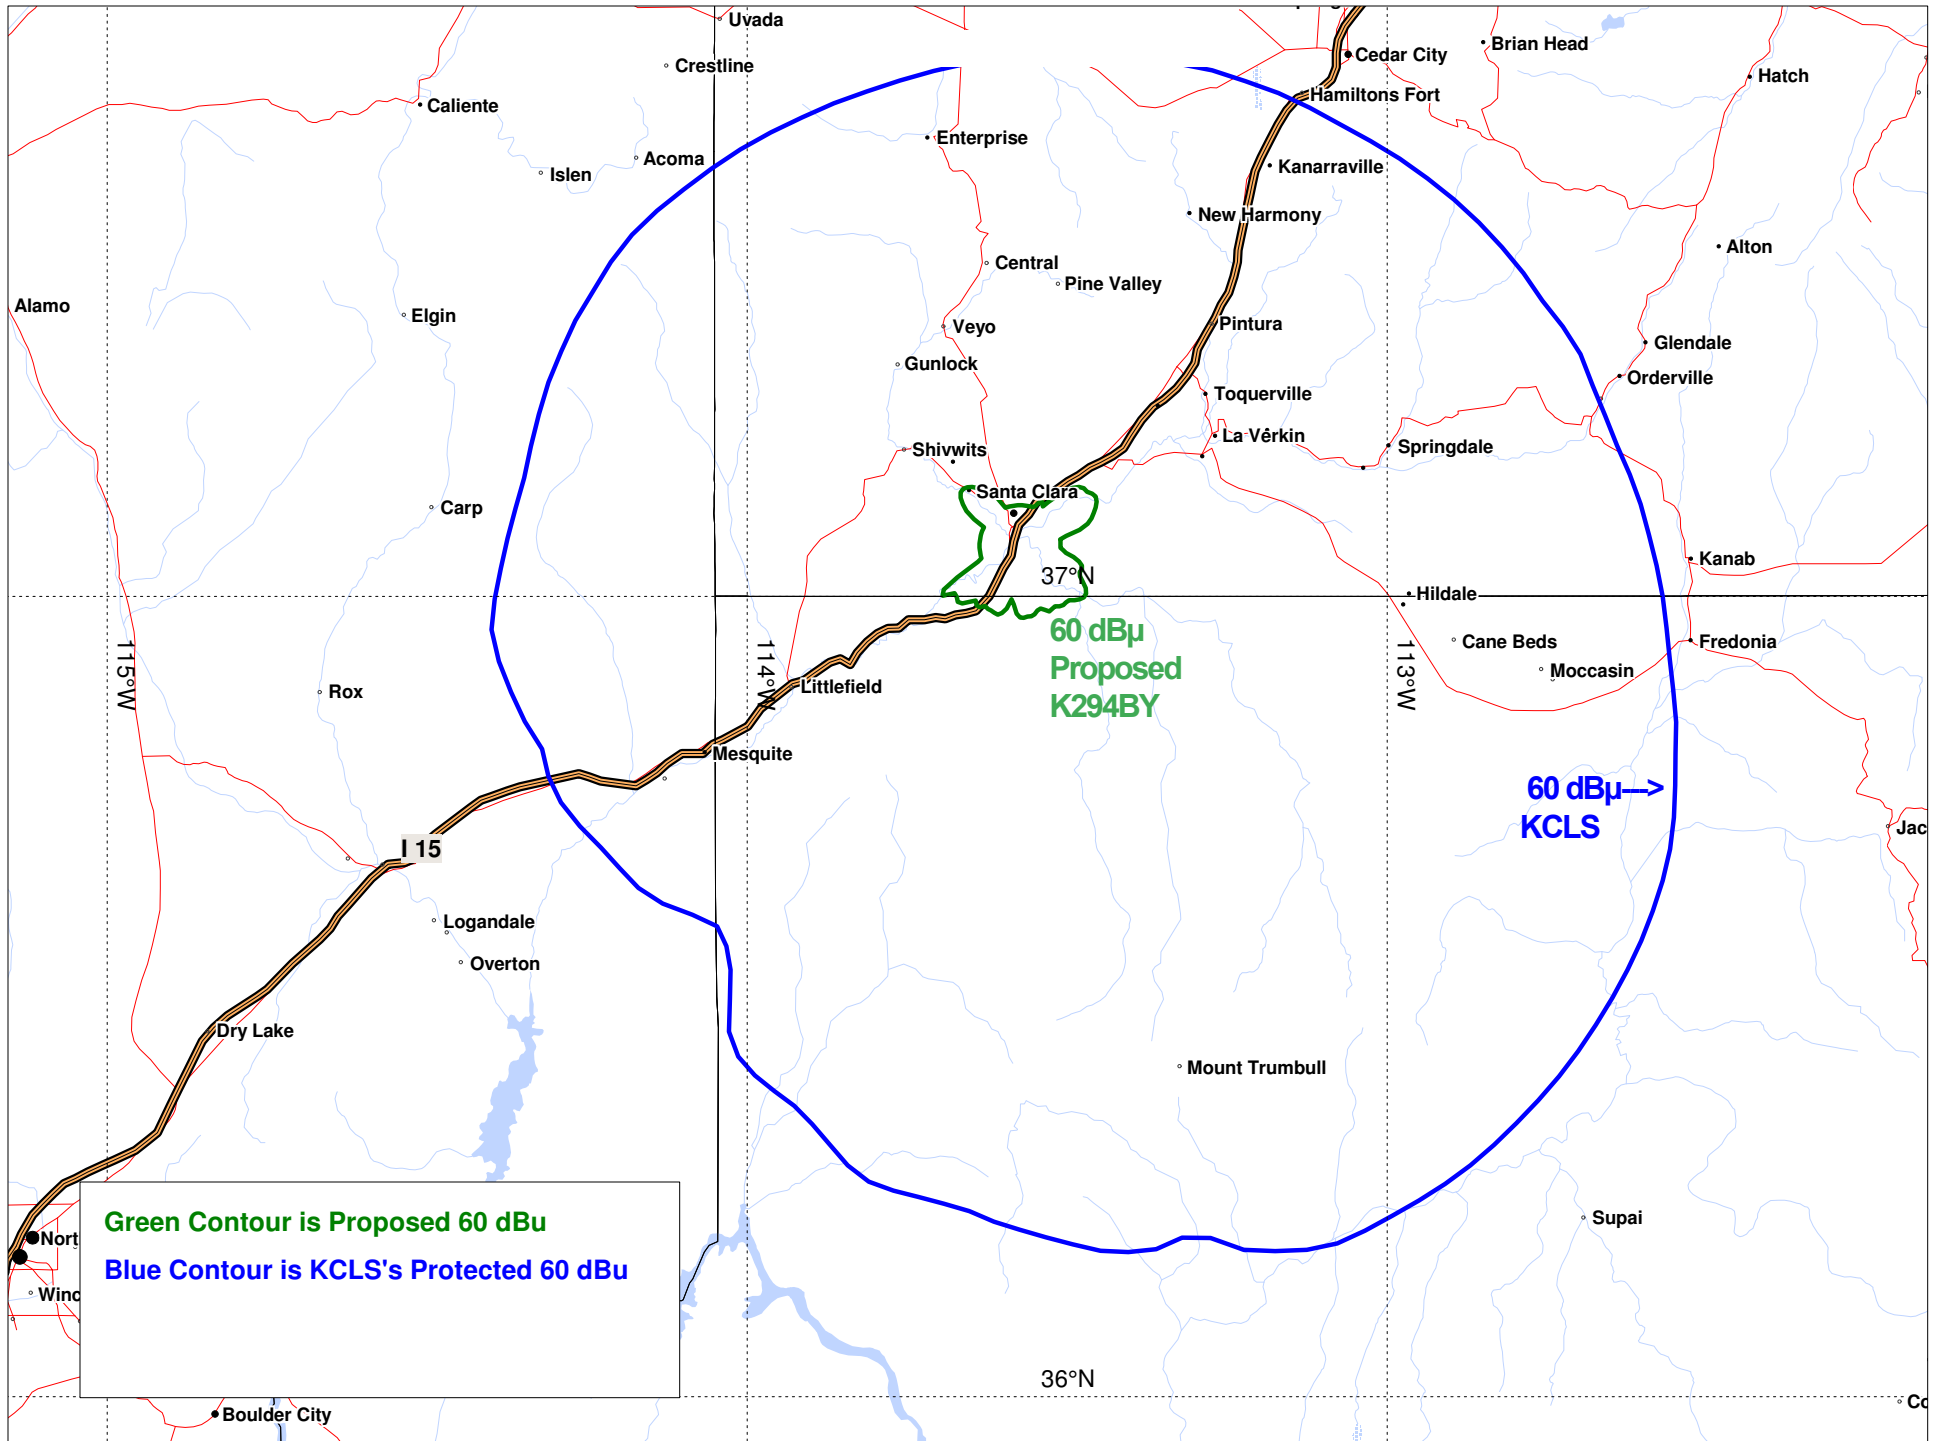 Uvada
Brian Head
Cedar City
Crestline
Hatch
Hamiltons Fort
Caliente
Enterprise
Acoma
Kanarraville
Islen
New Harmony
Alton
Central
Pine Valley
Alamo
Elgin
Pintura
Veyo
Glendale
Gunlock
Orderville
Toquerville
La Verkin
Springdale
Shivwits
Santa Clara
Carp
Kanab
37°N
Hildale
60 dBµ
Proposed
K294BY
Cane Beds
Fredonia
115°W
114°W
113°W
Moccasin
Littlefield
Rox
Mesquite
60 dBµ--->
KCLS
Jac
I 15
Logandale
Overton
Dry Lake
Mount Trumbull
Supai
Green Contour is Proposed 60 dBu
Nort
Blue Contour is KCLS's Protected 60 dBu
Winc
36°N
Boulder City
Co